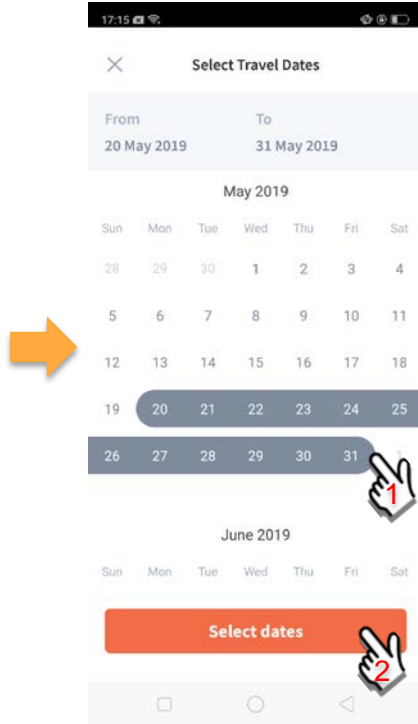 17:15
Select Travel Dates
From To
20 May 2019 31 May 2019
May 2019
Sun Mon Tue Wed Thu Fri Sat
28 29 30 1 2 3 4
5 6 7 8 9 10 11
12 13 14 15 16 17 18
19 20 21 22 23 24 25
26 27 28 29 30 31 1
1
June 2019
Sun Mon Tue Wed Thu Fri Sat
Select dates
2